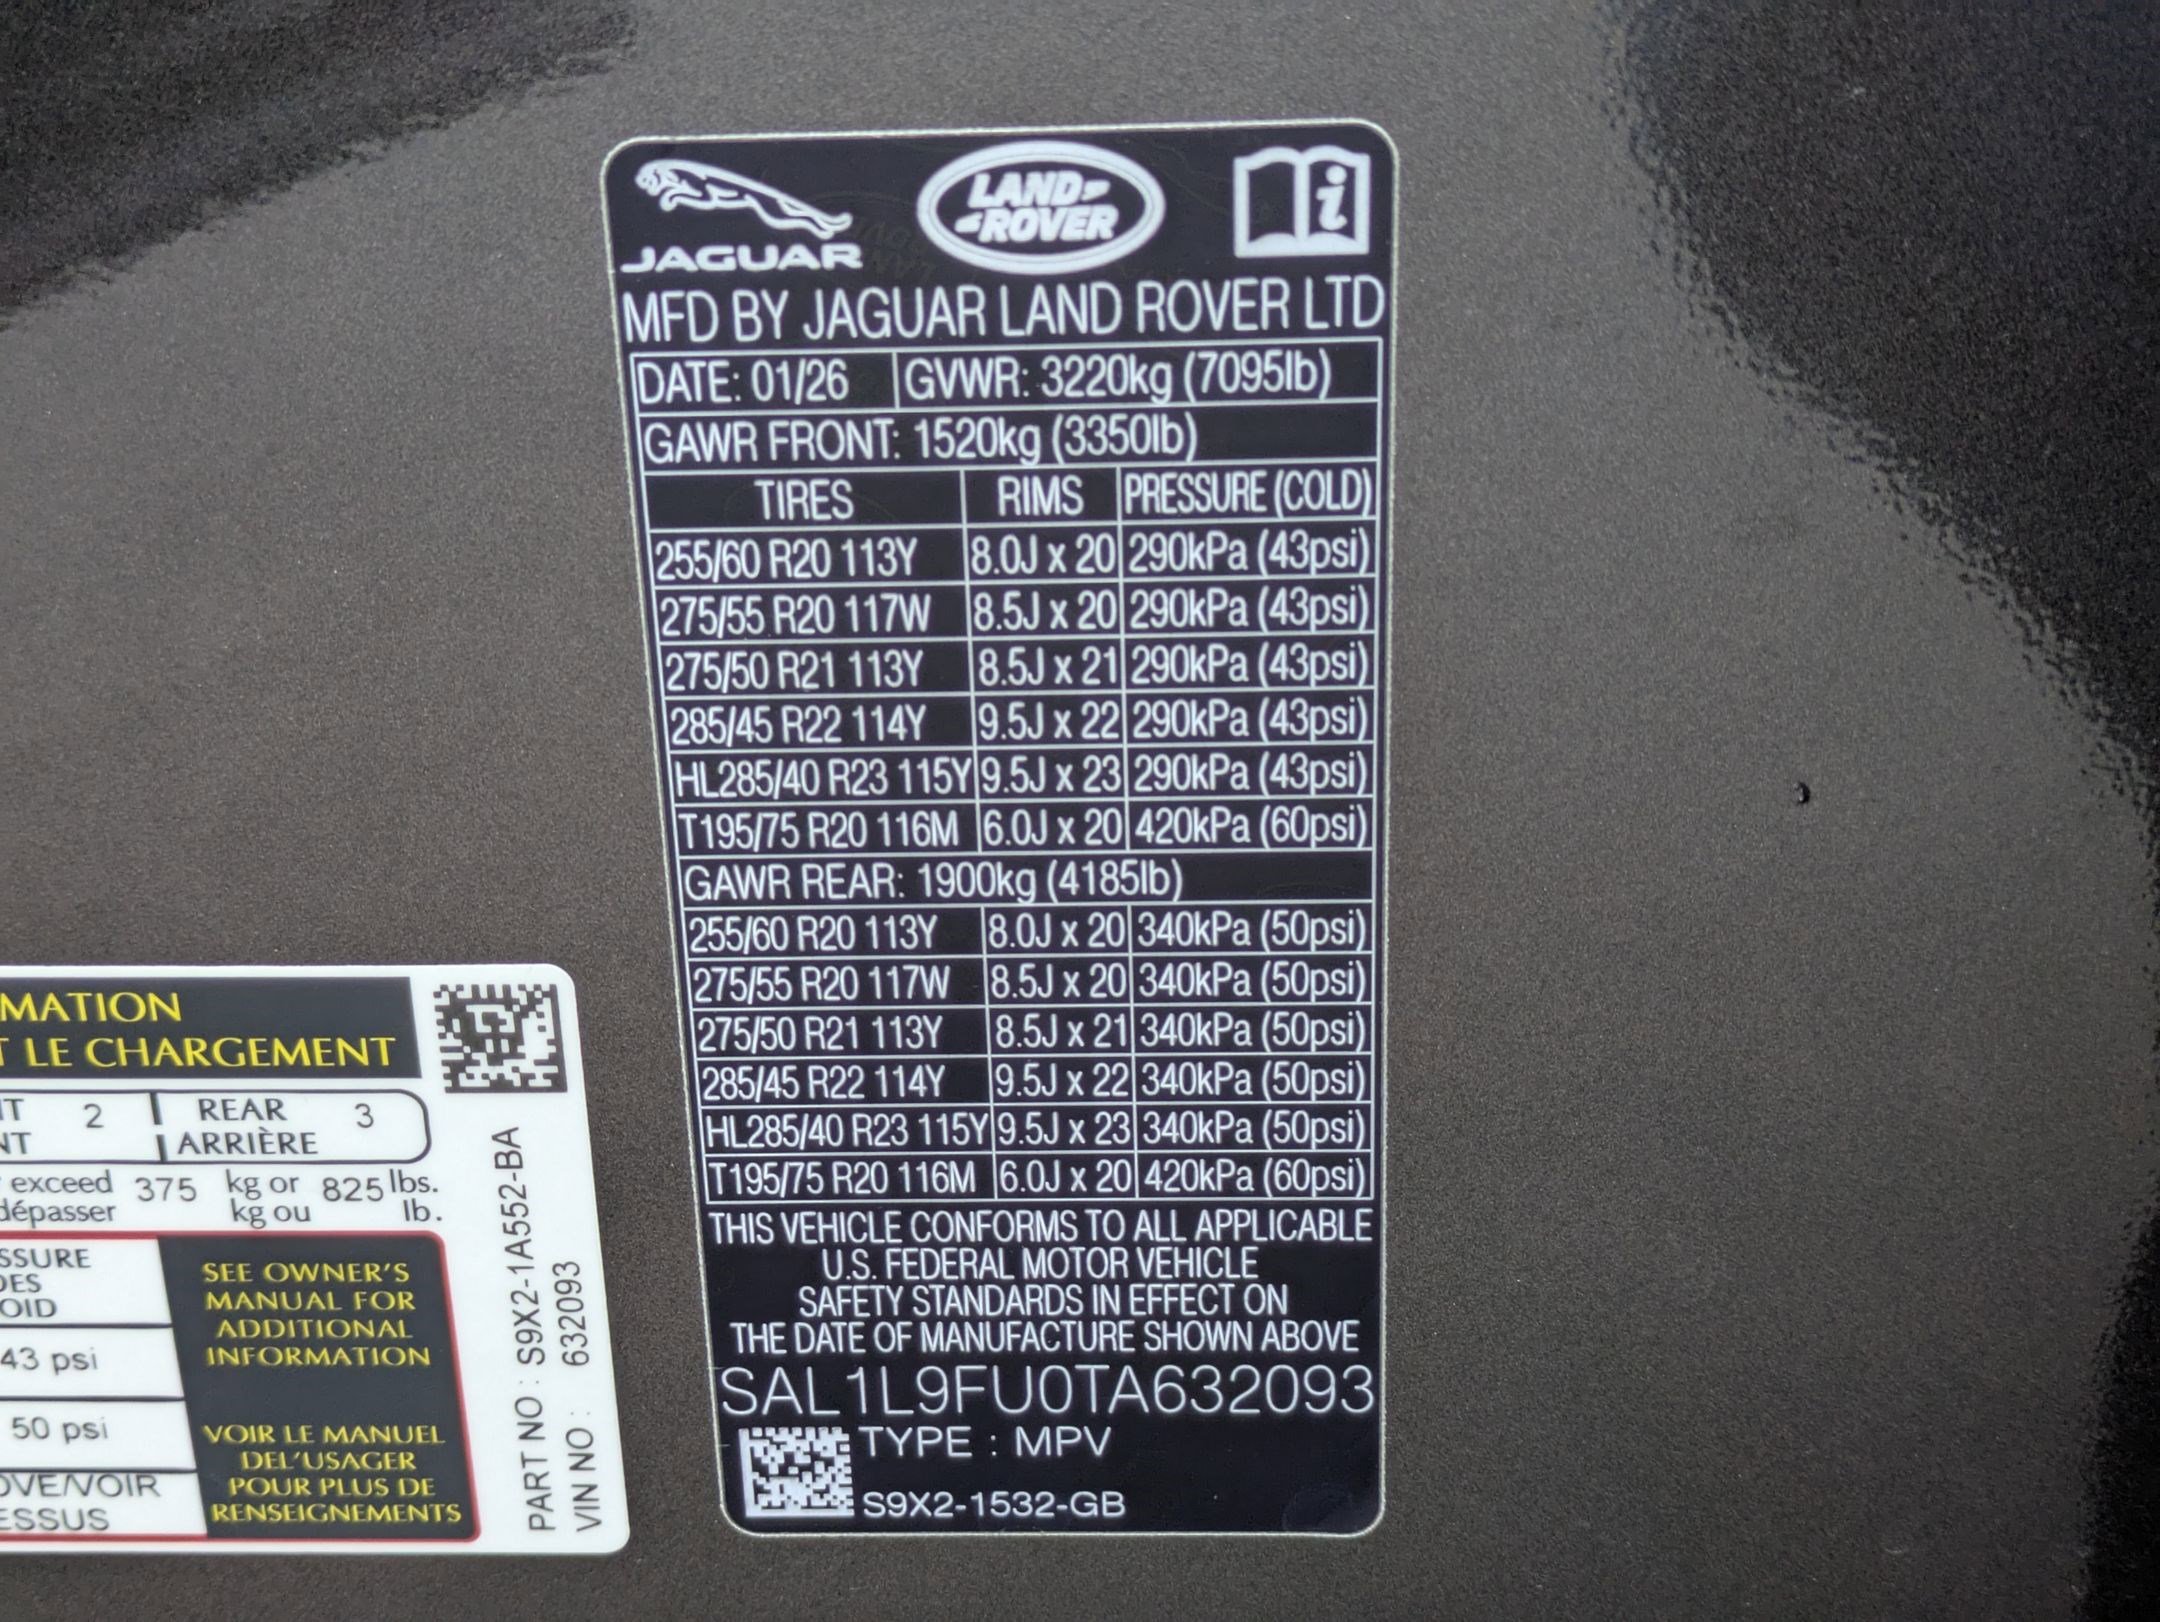 JAGUAR
LAND ROVER
MFD BY JAGUAR LAND ROVER LTD
DATE: 01/26 GVWR: 3220kg (7095lb)
GAWR FRONT: 1520kg (3350lb)
TIRES RIMS PRESSURE (COLD)
255/60 R20 113Y 8.0J x 20 290kPa (43psi)
275/55 R20 117W 8.5J x 20 290kPa (43psi)
275/50 R21 113Y 8.5J x 21 290kPa (43psi)
285/45 R22 114Y 9.5J x 22 290kPa (43psi)
HL285/40 R23 115Y 9.5J x 23 290kPa (43psi)
T195/75 R20 116M 6.0J x 20 420kPa (60psi)
GAWR REAR: 1900kg (4185lb)
255/60 R20 113Y 8.0J x 20 340kPa (50psi)
275/55 R20 117W 8.5J x 20 340kPa (50psi)
275/50 R21 113Y 8.5J x 21 340kPa (50psi)
285/45 R22 114Y 9.5J x 22 340kPa (50psi)
HL285/40 R23 115Y 9.5J x 23 340kPa (50psi)
T195/75 R20 116M 6.0J x 20 420kPa (60psi)
THIS VEHICLE CONFORMS TO ALL APPLICABLE
U.S. FEDERAL MOTOR VEHICLE
SAFETY STANDARDS IN EFFECT ON
THE DATE OF MANUFACTURE SHOWN ABOVE
SAL1L9FU0TA632093
TYPE : MPV
S9X2-1532-GB
MATION
T LE CHARGEMENT
NT 2 REAR 3
NT ARRIÈRE
exceed 375 kg or 825 lbs.
dépasser kg ou lb.
SSURE
DES
OID
43 psi
50 psi
OVE/VOIR
ESSUS
SEE OWNER'S
MANUAL FOR
ADDITIONAL
INFORMATION
VOIR LE MANUEL
DEL'USAGER
POUR PLUS DE
RENSEIGNEMENTS
PART NO : S9X2-1A552-BA
VIN NO : 632093